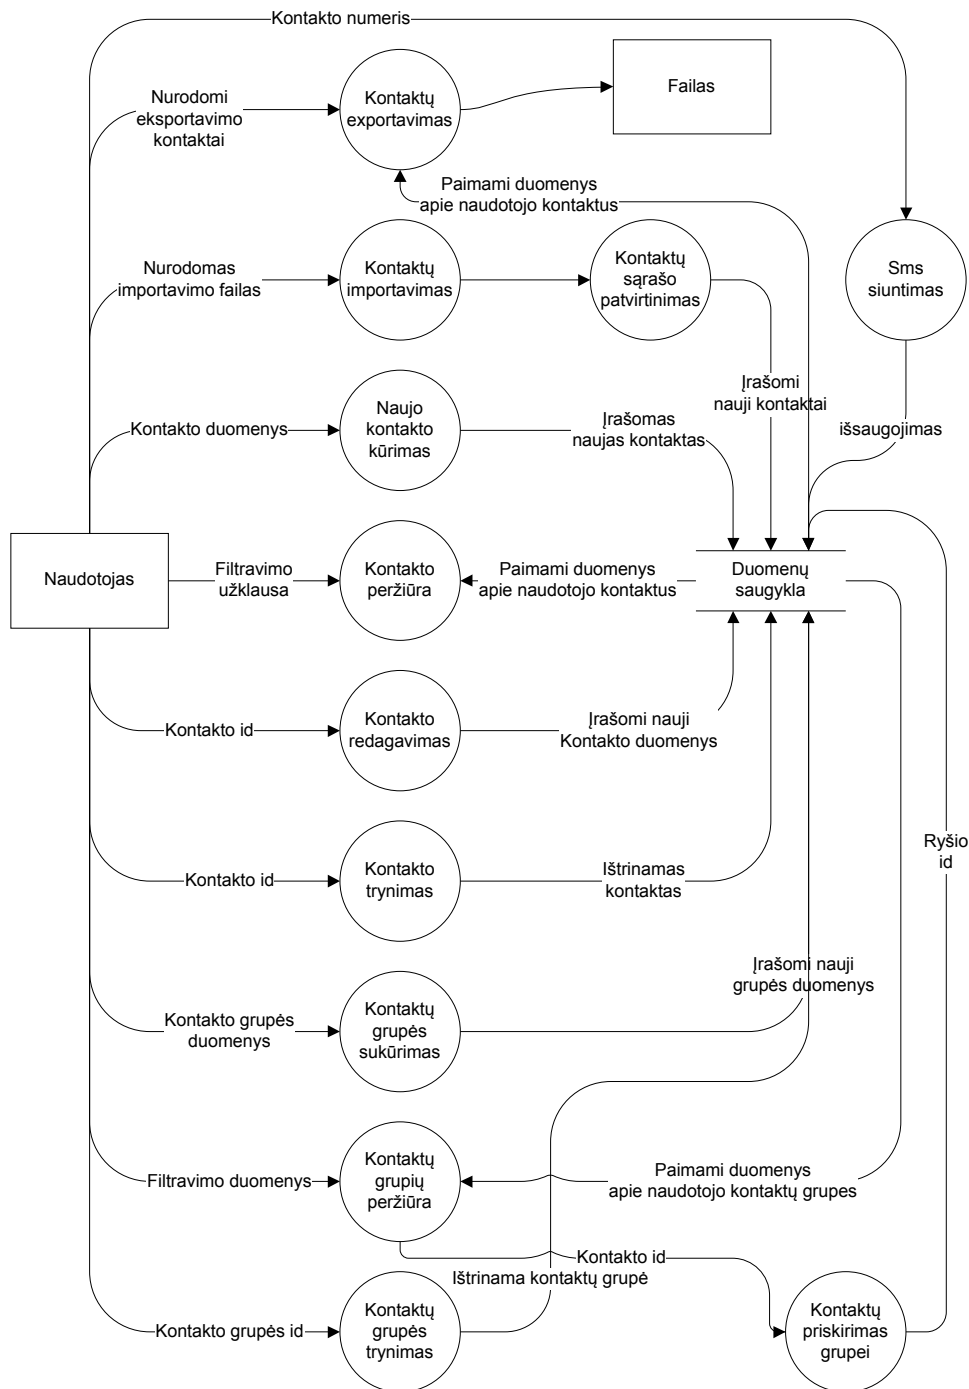 Kontakto numeris
Nurodomi
eksportavimo
kontaktai
Kontaktų
exportavimas
Failas
Paimami duomenys
apie naudotojo kontaktus
Nurodomas
importavimo failas
Kontaktų
importavimas
Kontaktų
sąrašo
patvirtinimas
Sms
siuntimas
Įrašomi
nauji kontaktai
Kontakto duomenys
Naujo
kontakto
kūrimas
Įrašomas
naujas kontaktas
išsaugojimas
Naudotojas
Filtravimo
užklausa
Kontakto
peržiūra
Paimami duomenys
apie naudotojo kontaktus
Duomenų
saugykla
Kontakto id
Kontakto
redagavimas
Įrašomi nauji
Kontakto duomenys
Kontakto id
Kontakto
trynimas
Ištrinamas
kontaktas
Ryšio
id
Kontakto grupės
duomenys
Kontaktų
grupės
sukūrimas
Įrašomi nauji
grupės duomenys
Filtravimo duomenys
Kontaktų
grupių
peržiūra
Paimami duomenys
apie naudotojo kontaktų grupes
Kontakto id
Ištrinama kontaktų grupė
Kontakto grupės id
Kontaktų
grupės
trynimas
Kontaktų
priskirimas
grupei